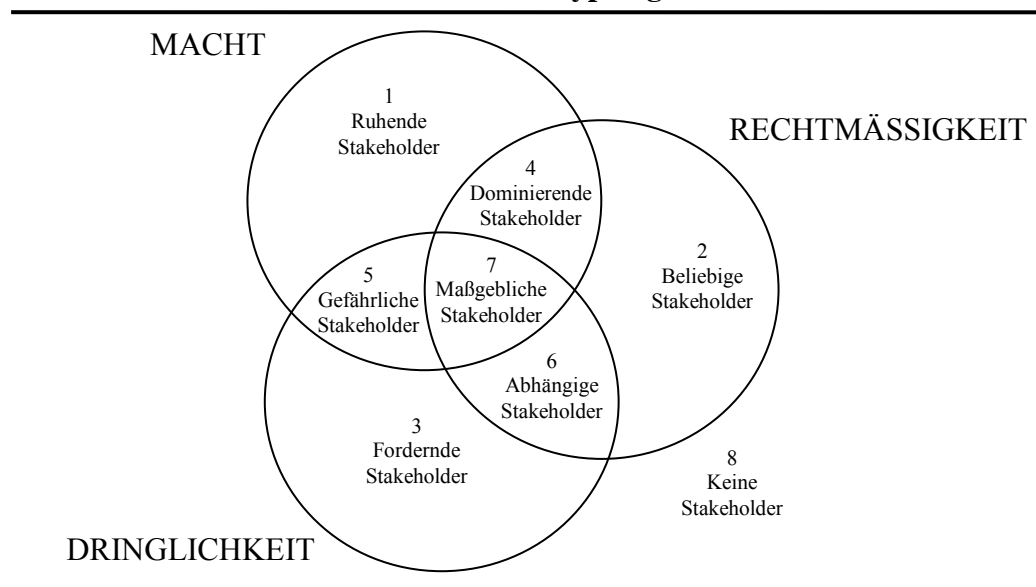 MACHT
1
Ruhende
Stakeholder
RECHTMÄSSIGKEIT
4
Dominierende
Stakeholder
2
Beliebige
Stakeholder
5
Gefährliche
Stakeholder
7
Maßgebliche
Stakeholder
6
Abhängige
Stakeholder
3
Fordernde
Stakeholder
8
Keine
Stakeholder
DRINGLICHKEIT